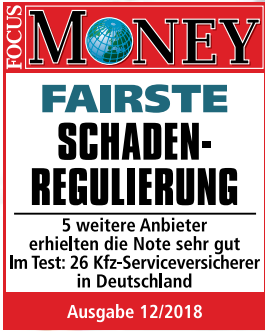 FOCUS
MONEY
FAIRSTE
SCHADEN-
REGULIERUNG
5 weitere Anbieter
erhielten die Note sehr gut
Im Test: 26 Kfz-Serviceversicherer
in Deutschland
Ausgabe 12/2018